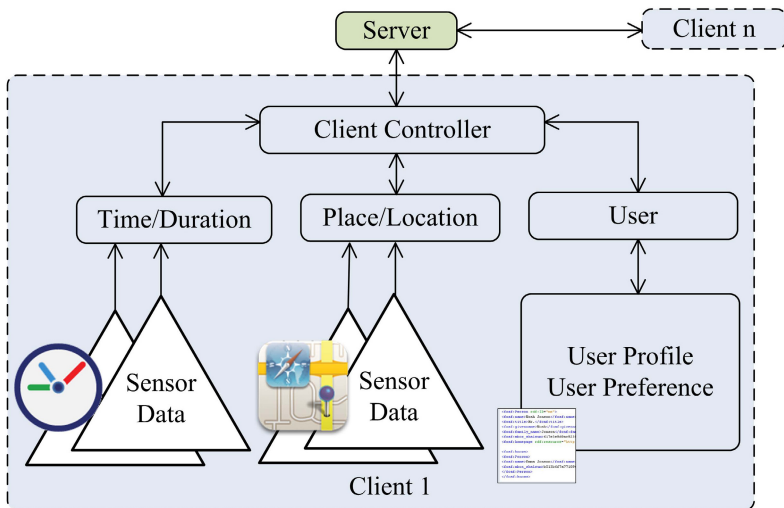 Server
Client n
Client Controller
Time/Duration
Place/Location
User
Sensor
Data
Sensor
Data
User Profile
User Preference
Client 1